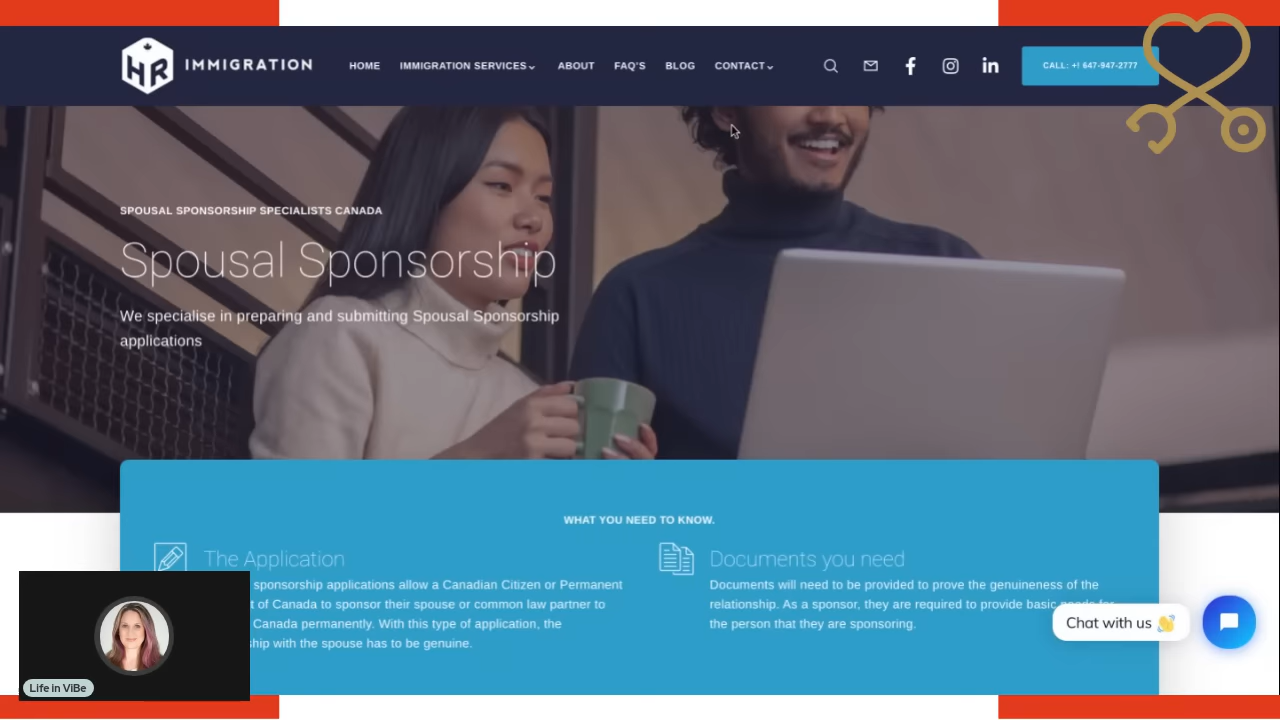 HR IMMIGRATION
HOME IMMIGRATION SERVICES ABOUT FAQ'S BLOG CONTACT
in
CALL: +! 647-947-2777
SPOUSAL SPONSORSHIP SPECIALISTS CANADA
Spousal Sponsorship
We specialise in preparing and submitting Spousal Sponsorship
applications
WHAT YOU NEED TO KNOW.
The Application
sponsorship applications allow a Canadian Citizen or Permanent
of Canada to sponsor their spouse or common law partner to
Canada permanently. With this type of application, the
with the spouse has to be genuine.
Documents you need
Documents will need to be provided to prove the genuineness of the
relationship. As a sponsor, they are required to provide basic needs for
the person that they are sponsoring.
Chat with us
Life in ViBe